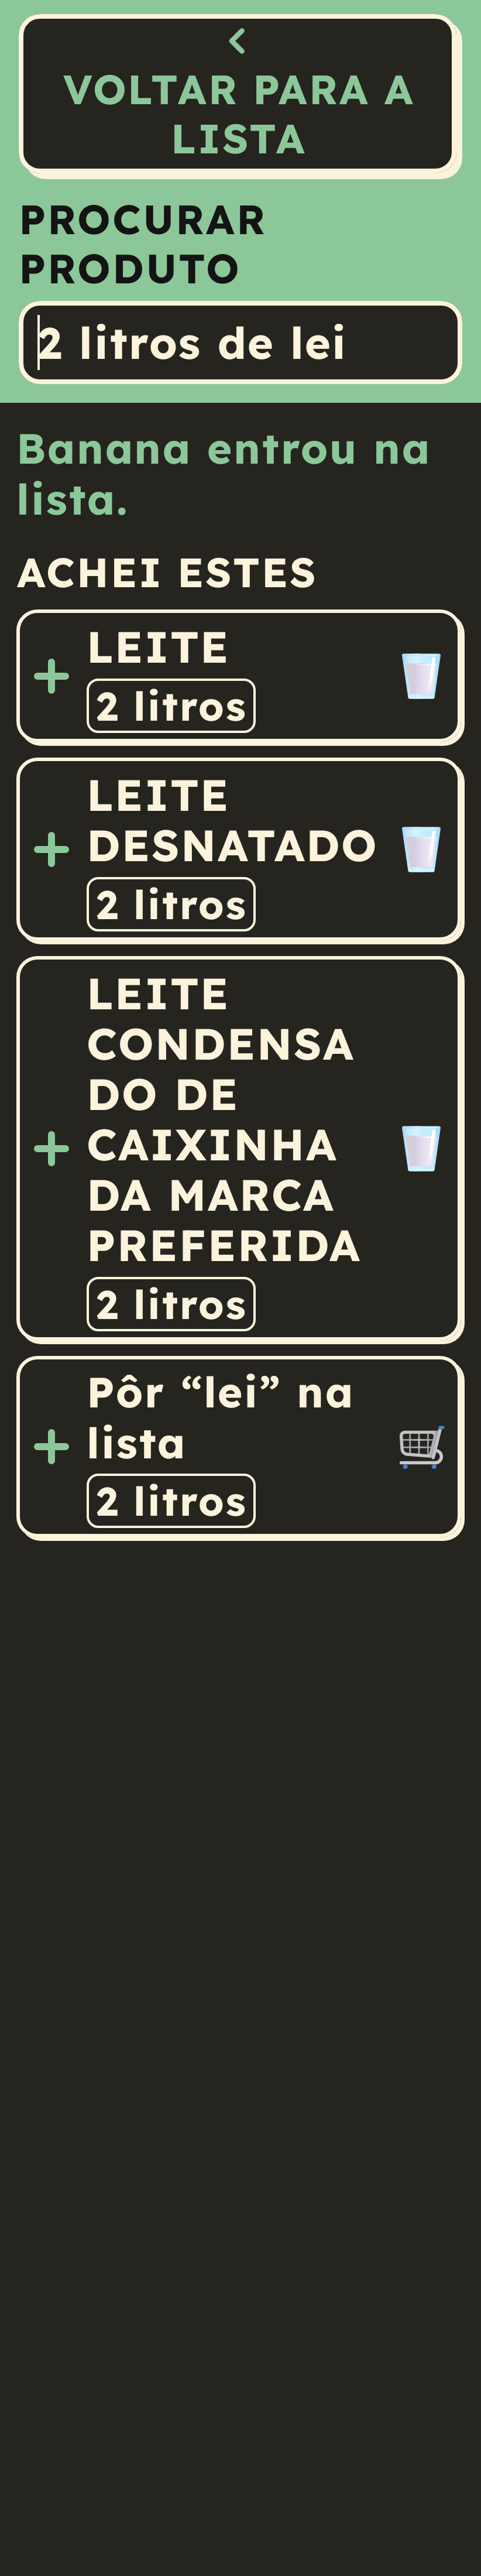 VOLTAR PARA A
LISTA
PROCURAR
PRODUTO
2 litros de lei
Banana entrou na
lista.
ACHEI ESTES
LEITE
2 litros
LEITE
DESNATADO
2 litros
LEITE
CONDENSA
DO DE
CAIXINHA
DA MARCA
PREFERIDA
2 litros
Pôr “lei” na
lista
2 litros